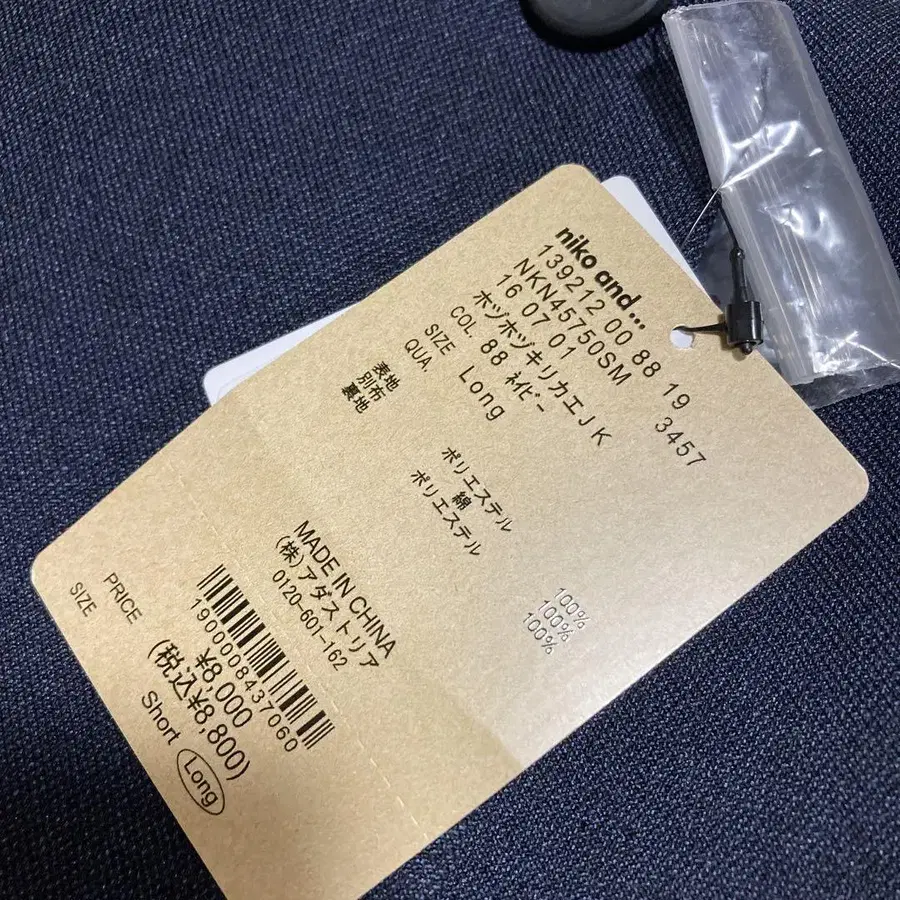 niko and...
139212 00 88 19
NKN45750SM 3457
16 07 01
ホヅホヅキリカエJK
COL. 88 ネイビー
SIZE Long
QUA.
表地 ポリエステル 100%
別布 綿 100%
裏地 ポリエステル 100%
MADE IN CHINA
(株)アダストリア
0120-601-162
1900008437060
PRICE ¥8,000
(税込¥8,800)
SIZE Short Long